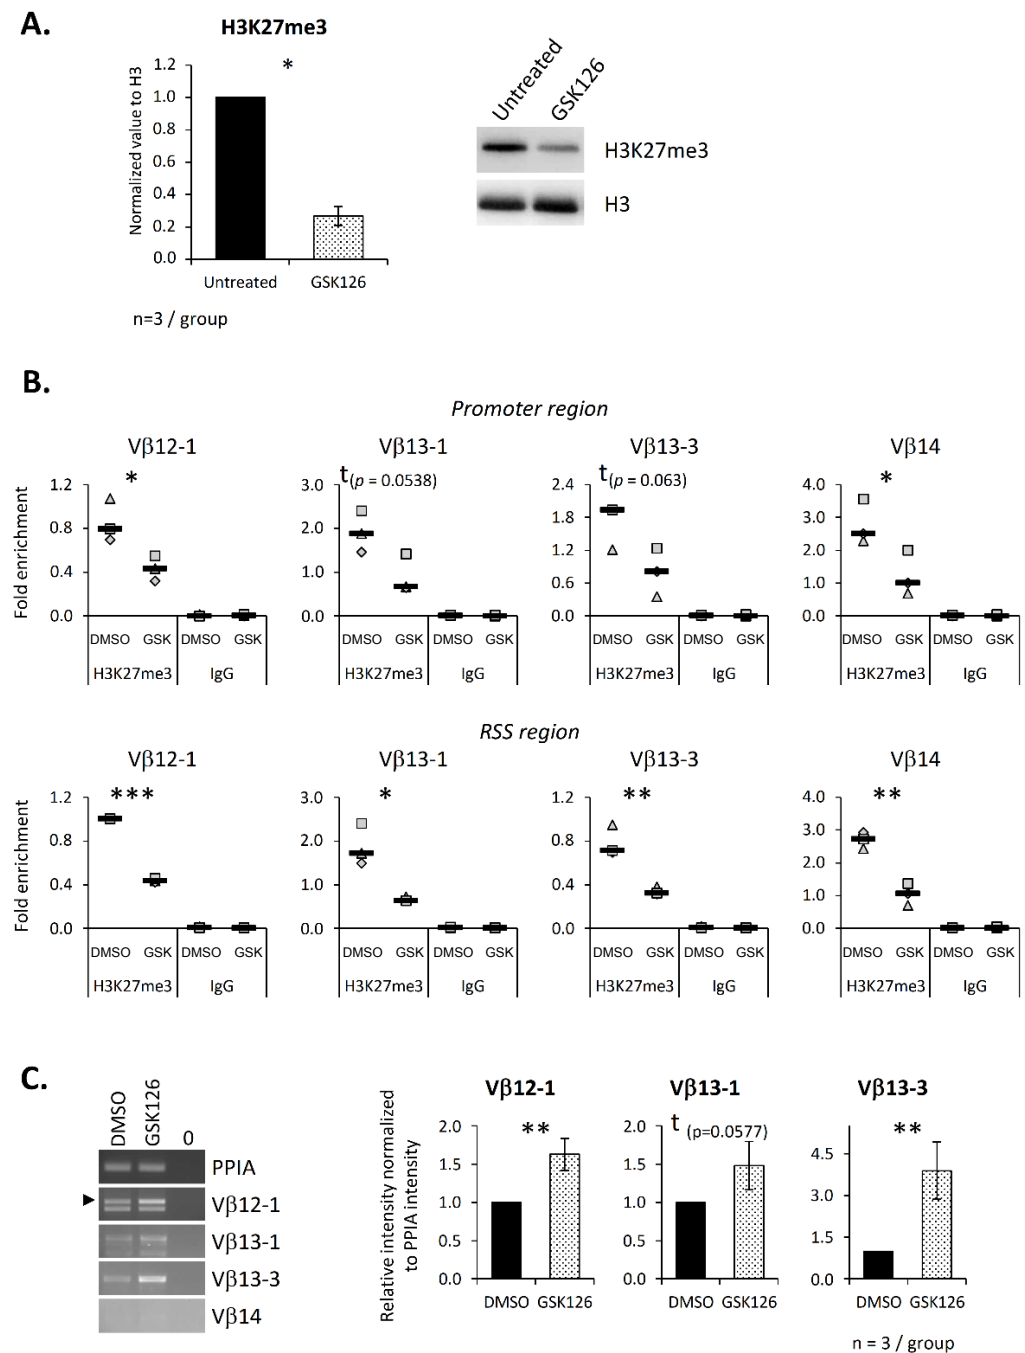 A.
H3K27me3
*
Normalized value to H3
1.2
1.0
0.8
0.6
0.4
0.2
0.0
Untreated GSK126
n=3 / group
Untreated GSK126
H3K27me3
H3
B.
Promoter region
Vβ12-1 Vβ13-1 Vβ13-3 Vβ14
* t(p = 0.0538) t(p = 0.063) *
Fold enrichment
1.2 3.0 2.4 4.0
0.8 2.0 1.8 3.0
0.4 1.0 1.2 2.0
0.0 0.0 0.6 1.0
0.0 0.0
DMSO GSK DMSO GSK DMSO GSK DMSO GSK DMSO GSK DMSO GSK DMSO GSK DMSO GSK
H3K27me3 IgG H3K27me3 IgG H3K27me3 IgG H3K27me3 IgG
RSS region
Vβ12-1 Vβ13-1 Vβ13-3 Vβ14
*** * ** **
Fold enrichment
1.2 3.0 1.2 4.0
0.8 2.0 0.8 3.0
0.4 1.0 0.4 2.0
0.0 0.0 0.0 1.0
0.0
DMSO GSK DMSO GSK DMSO GSK DMSO GSK DMSO GSK DMSO GSK DMSO GSK DMSO GSK
H3K27me3 IgG H3K27me3 IgG H3K27me3 IgG H3K27me3 IgG
C.
DMSO GSK126 0
PPIA
Vβ12-1
Vβ13-1
Vβ13-3
Vβ14
Relative intensity normalized
to PPIA intensity
Vβ12-1 Vβ13-1 Vβ13-3
** t (p=0.0577) **
2.0 2.0 4.5
1.5 1.5 3.0
1.0 1.0 1.5
0.5 0.5 0.0
0.0 0.0
DMSO GSK126 DMSO GSK126 DMSO GSK126
n = 3 / group